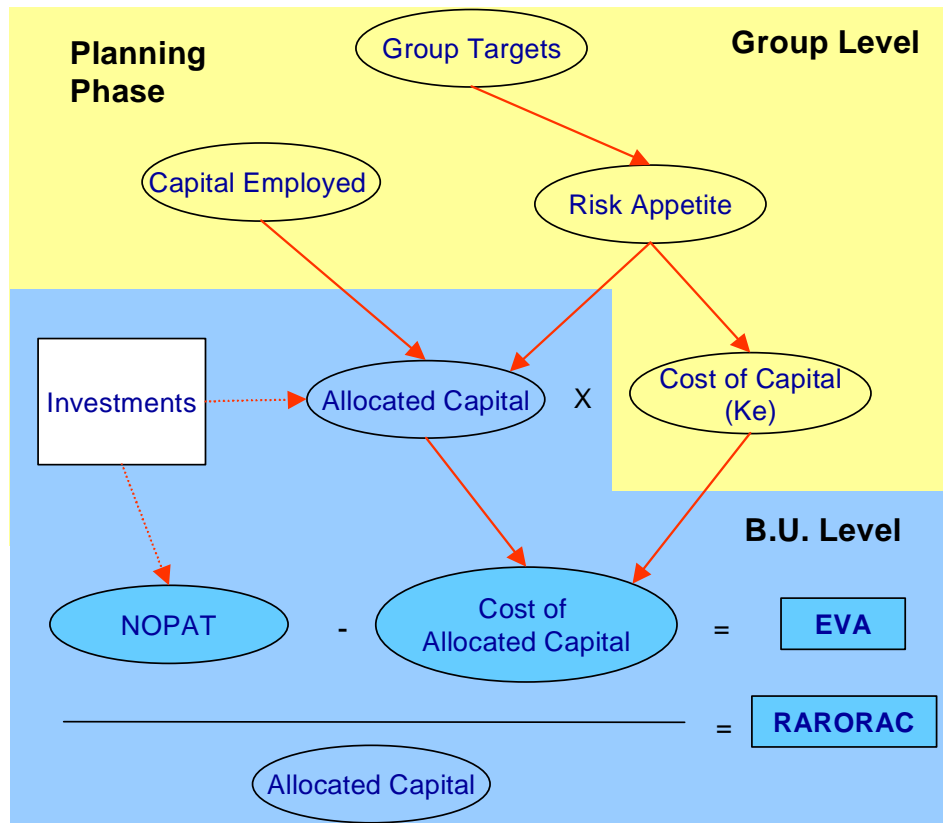 Planning
Phase
Group Targets
Group Level
Capital Employed
Risk Appetite
Investments
Allocated Capital
X
Cost of Capital
(Ke)
B.U. Level
NOPAT
-
Cost of
Allocated Capital
=
EVA
=
RARORAC
Allocated Capital